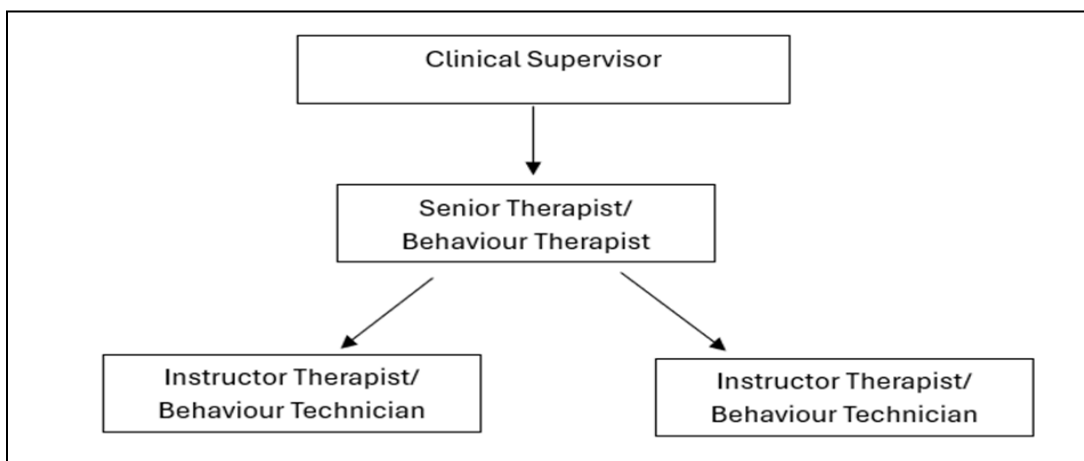 Clinical Supervisor
Senior Therapist/
Behaviour Therapist
Instructor Therapist/
Behaviour Technician
Instructor Therapist/
Behaviour Technician